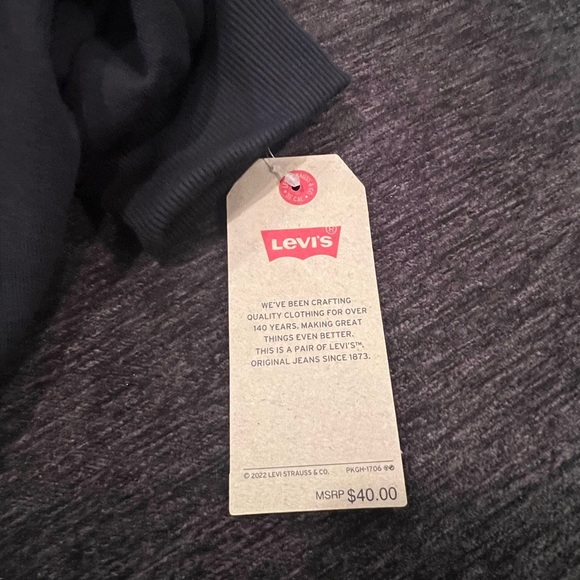 LEVI'S ®
WE'VE BEEN CRAFTING
QUALITY CLOTHING FOR OVER
140 YEARS. MAKING GREAT
THINGS EVEN BETTER.
THIS IS A PAIR OF LEVI'S™
ORIGINAL JEANS SINCE 1873.
© 2022 LEVI STRAUSS & CO. PKGH-1706
MSRP $40.00